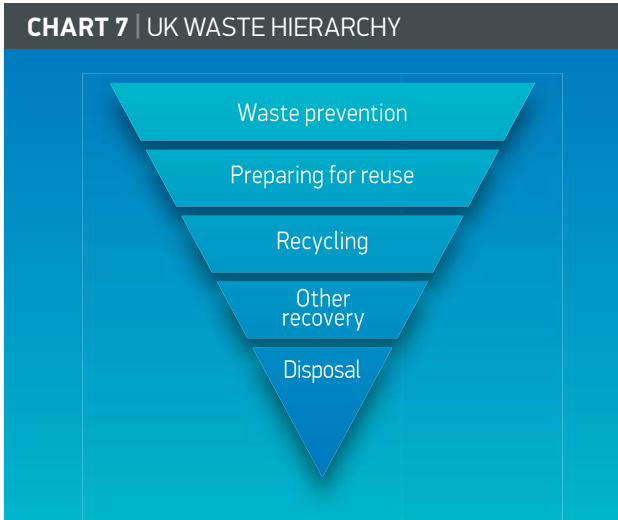 CHART 7 | UK WASTE HIERARCHY
Waste prevention
Preparing for reuse
Recycling
Other
recovery
Disposal